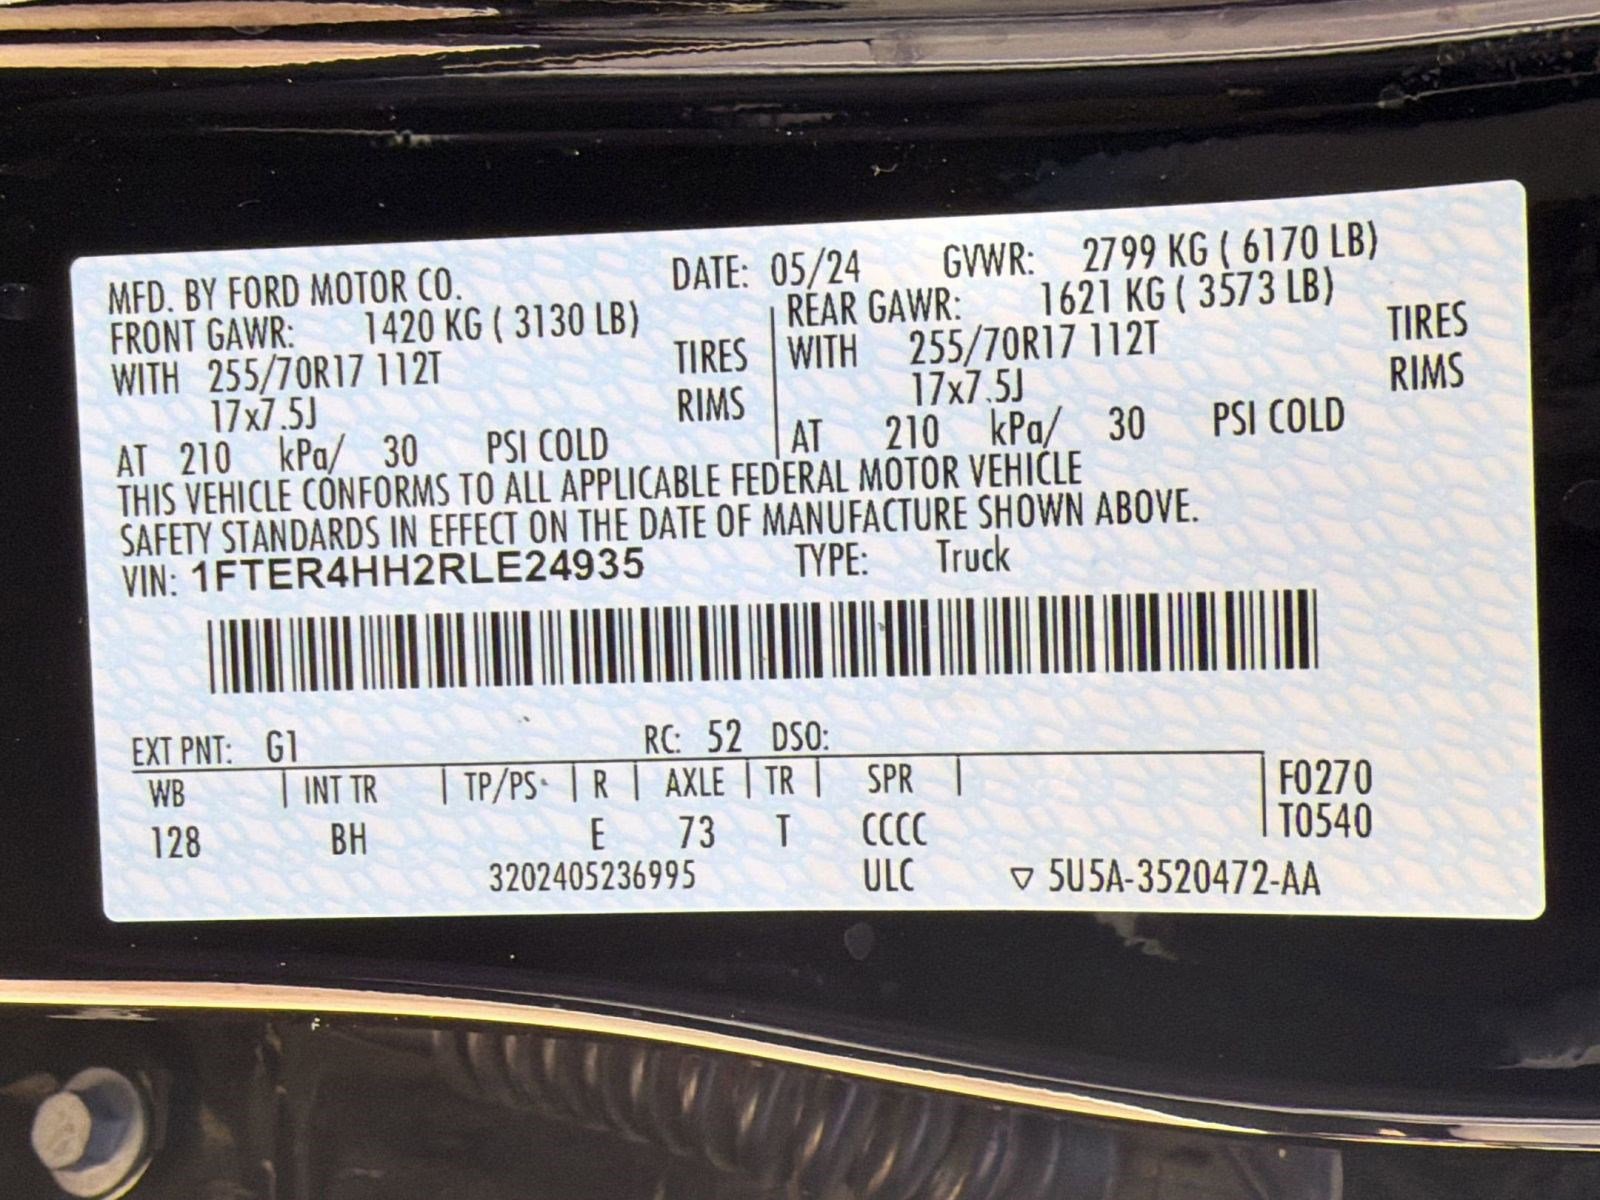 MFD. BY FORD MOTOR CO. DATE: 05/24 GVWR: 2799 KG ( 6170 LB)
FRONT GAWR: 1420 KG ( 3130 LB) REAR GAWR: 1621 KG ( 3573 LB)
WITH 255/70R17 112T TIRES WITH 255/70R17 112T TIRES
17x7.5J RIMS 17x7.5J RIMS
AT 210 kPa/ 30 PSI COLD AT 210 kPa/ 30 PSI COLD
THIS VEHICLE CONFORMS TO ALL APPLICABLE FEDERAL MOTOR VEHICLE
SAFETY STANDARDS IN EFFECT ON THE DATE OF MANUFACTURE SHOWN ABOVE.
VIN: 1FTER4HH2RLE24935 TYPE: Truck
EXT PNT: G1 RC: 52 DSO:
WB INT TR TP/PS R AXLE TR SPR F0270
128 BH E 73 T CCCC T0540
3202405236995 ULC ▽ 5U5A-3520472-AA